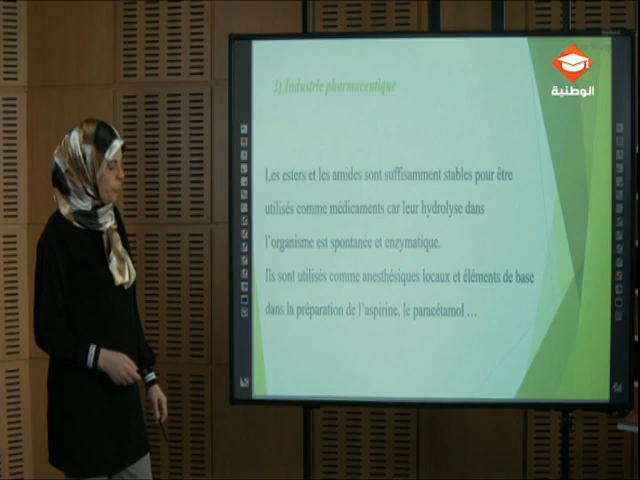 الوطنية
3) Industrie pharmaceutique
Les esters et les amides sont suffisamment stables pour être
utilisés comme médicaments car leur hydrolyse dans
l'organisme est spontanée et enzymatique.
Ils sont utilisés comme anesthésiques locaux et éléments de base
dans la préparation de l'aspirine, le paracétamol …